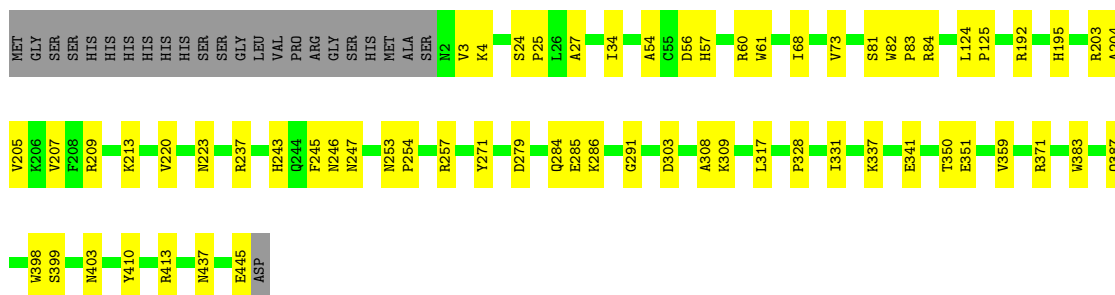 MET GLY SER SER HIS HIS HIS HIS HIS HIS SER SER GLY LEU VAL PRO ARG GLY SER HIS MET ALA SER N2 V3 K4 S24 P25 L26 A27 I34 A54 C55 D56 H57 R60 W61 I68 V73 S81 W82 P83 R84 L124 P125 R192 H195 R203
V205 K206 V207 F208 R209 K213 V220 N223 R237 H243 Q244 F245 N246 N247 N253 P254 R257 Y271 D279 Q284 E285 K286 G291 D303 A308 K309 L317 P328 I331 K337 E341 T350 E351 V359 R371 W383
W398 S399 N403 Y410 R413 N437 E445 ASP